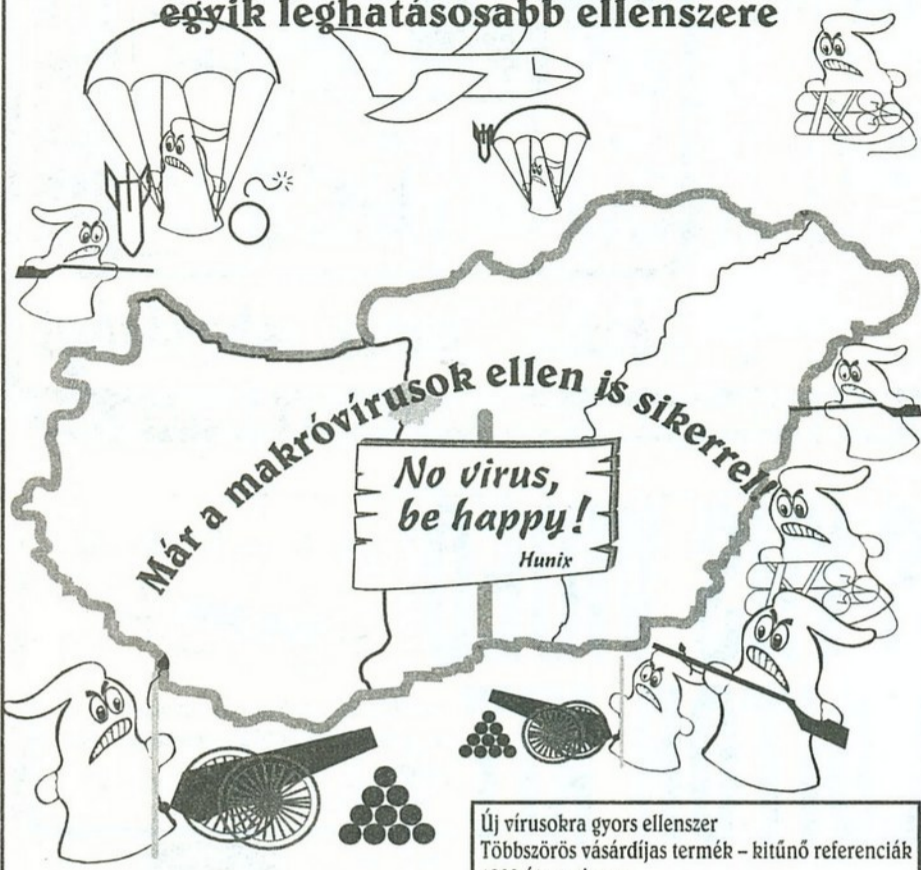 egyik leghatásosabb ellenszere
Már a makróvírusok ellen is sikerrel!
No virus,
be happy!
Hunix
Új vírusokra gyors ellenszer
Többszörös vásárdíjas termék – kitűnő referenciák